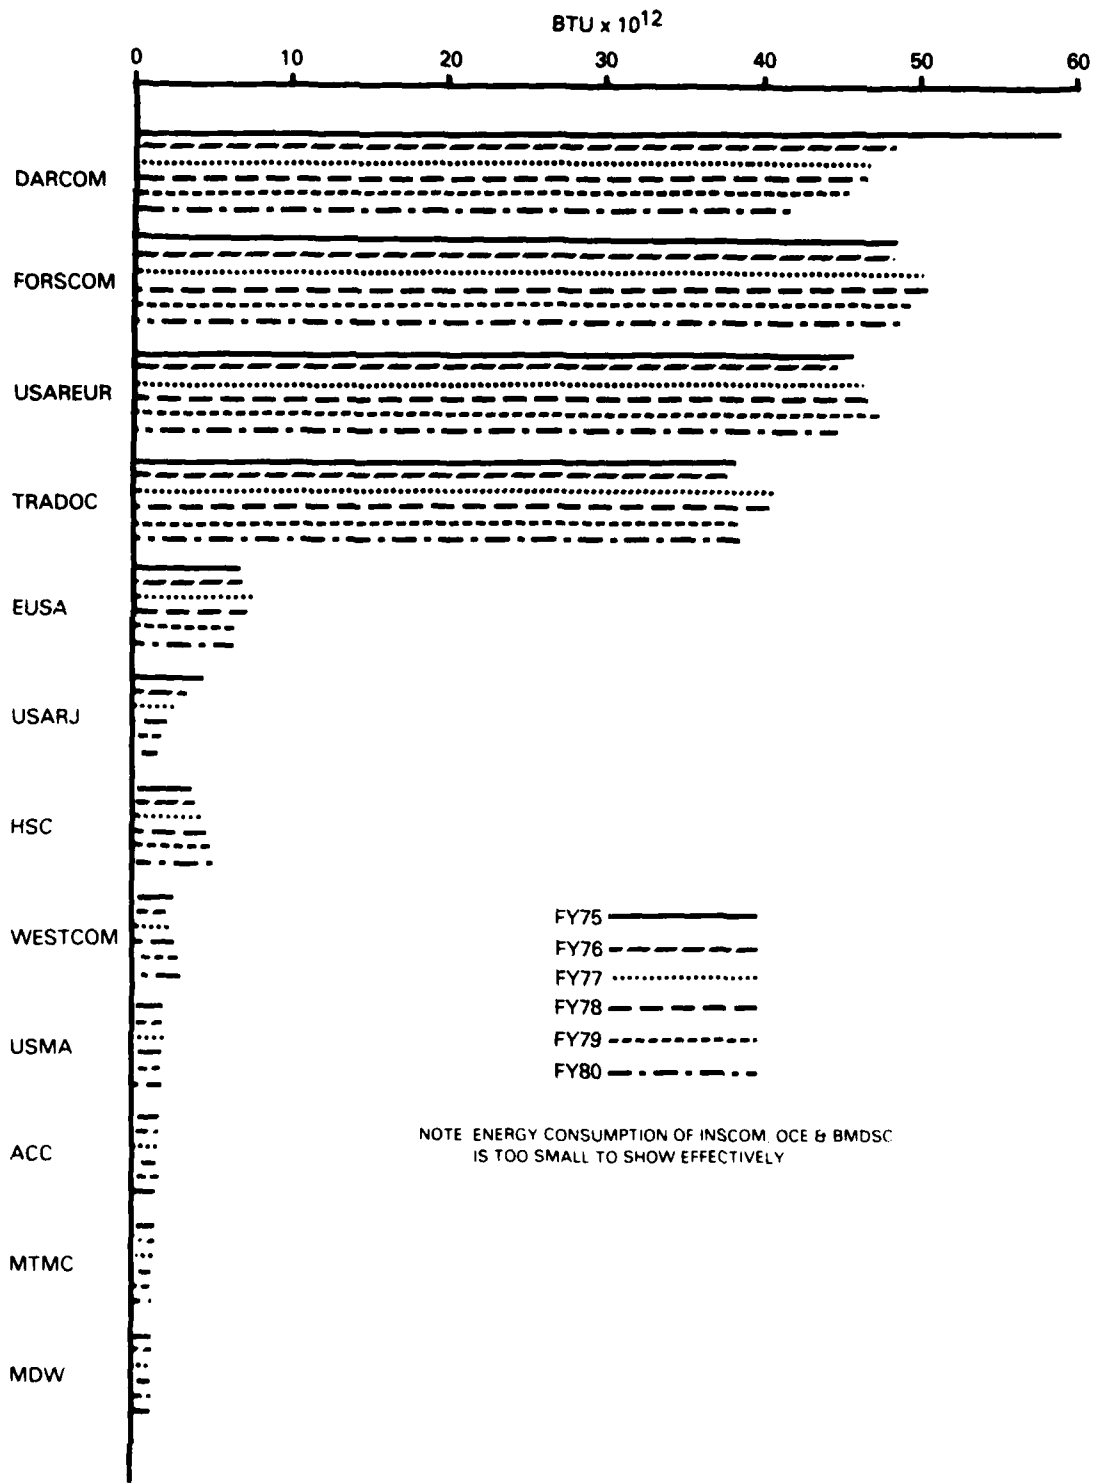 BTU x 10¹²
0 10 20 30 40 50 60
DARCOM
FORSCOM
USAREUR
TRADOC
EUSA
USARJ
HSC
WESTCOM
USMA
ACC
MTMC
MDW
FY75
FY76
FY77
FY78
FY79
FY80
NOTE ENERGY CONSUMPTION OF INSCOM, OCE & BMDSC
IS TOO SMALL TO SHOW EFFECTIVELY